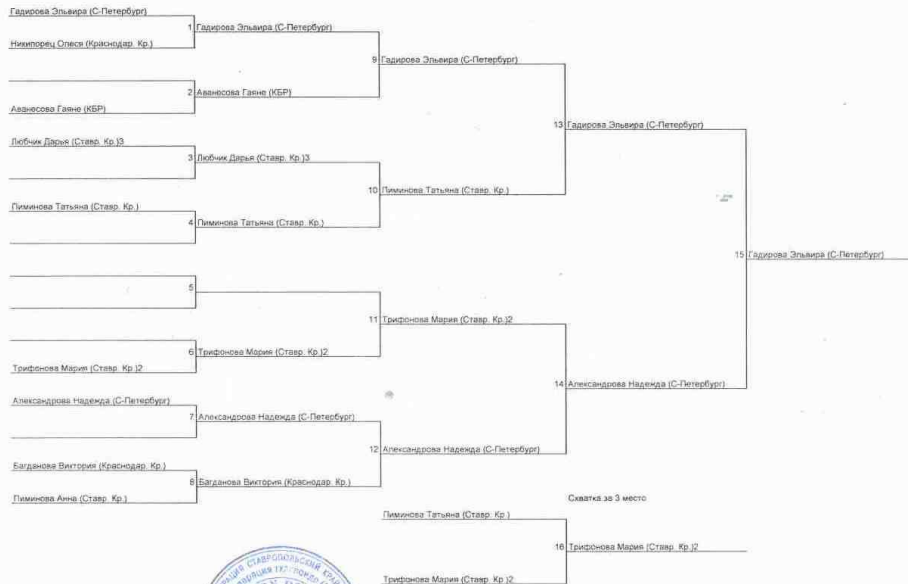 Гадирова Эльвира (С-Петербург)
1 Гадирова Эльвира (С-Петербург)
Никипорец Олеся (Краснодар. Кр.)
9 Гадирова Эльвира (С-Петербург)
2 Аванесова Гаяне (КБР)
Аванесова Гаяне (КБР)
13 Гадирова Эльвира (С-Петербург)
Любчик Дарья (Ставр. Кр.)3
3 Любчик Дарья (Ставр. Кр.)3
10 Пиминова Татьяна (Ставр. Кр.)
Пиминова Татьяна (Ставр. Кр.)
4 Пиминова Татьяна (Ставр. Кр.)
15 Гадирова Эльвира (С-Петербург)
5
11 Трифонова Мария (Ставр. Кр.)2
6 Трифонова Мария (Ставр. Кр.)2
Трифонова Мария (Ставр. Кр.)2
14 Александрова Надежда (С-Петербург)
Александрова Надежда (С-Петербург)
7 Александрова Надежда (С-Петербург)
12 Александрова Надежда (С-Петербург)
Багданова Виктория (Краснодар. Кр.)
8 Багданова Виктория (Краснодар. Кр.)
Пиминова Анна (Ставр. Кр.)
Схватка за 3 место
Пиминова Татьяна (Ставр. Кр.)
16 Трифонова Мария (Ставр. Кр.)2
Трифонова Мария (Ставр. Кр.)2
СТАВРОПОЛЬСКИЙ